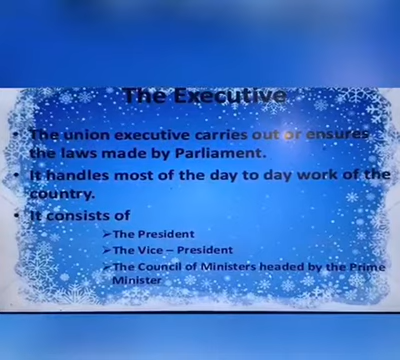 The Executive
• The union executive carries out or ensures
the laws made by Parliament.
• It handles most of the day to day work of the
country.
• It consists of
➢The President
➢The Vice – President
➢The Council of Ministers headed by the Prime
Minister